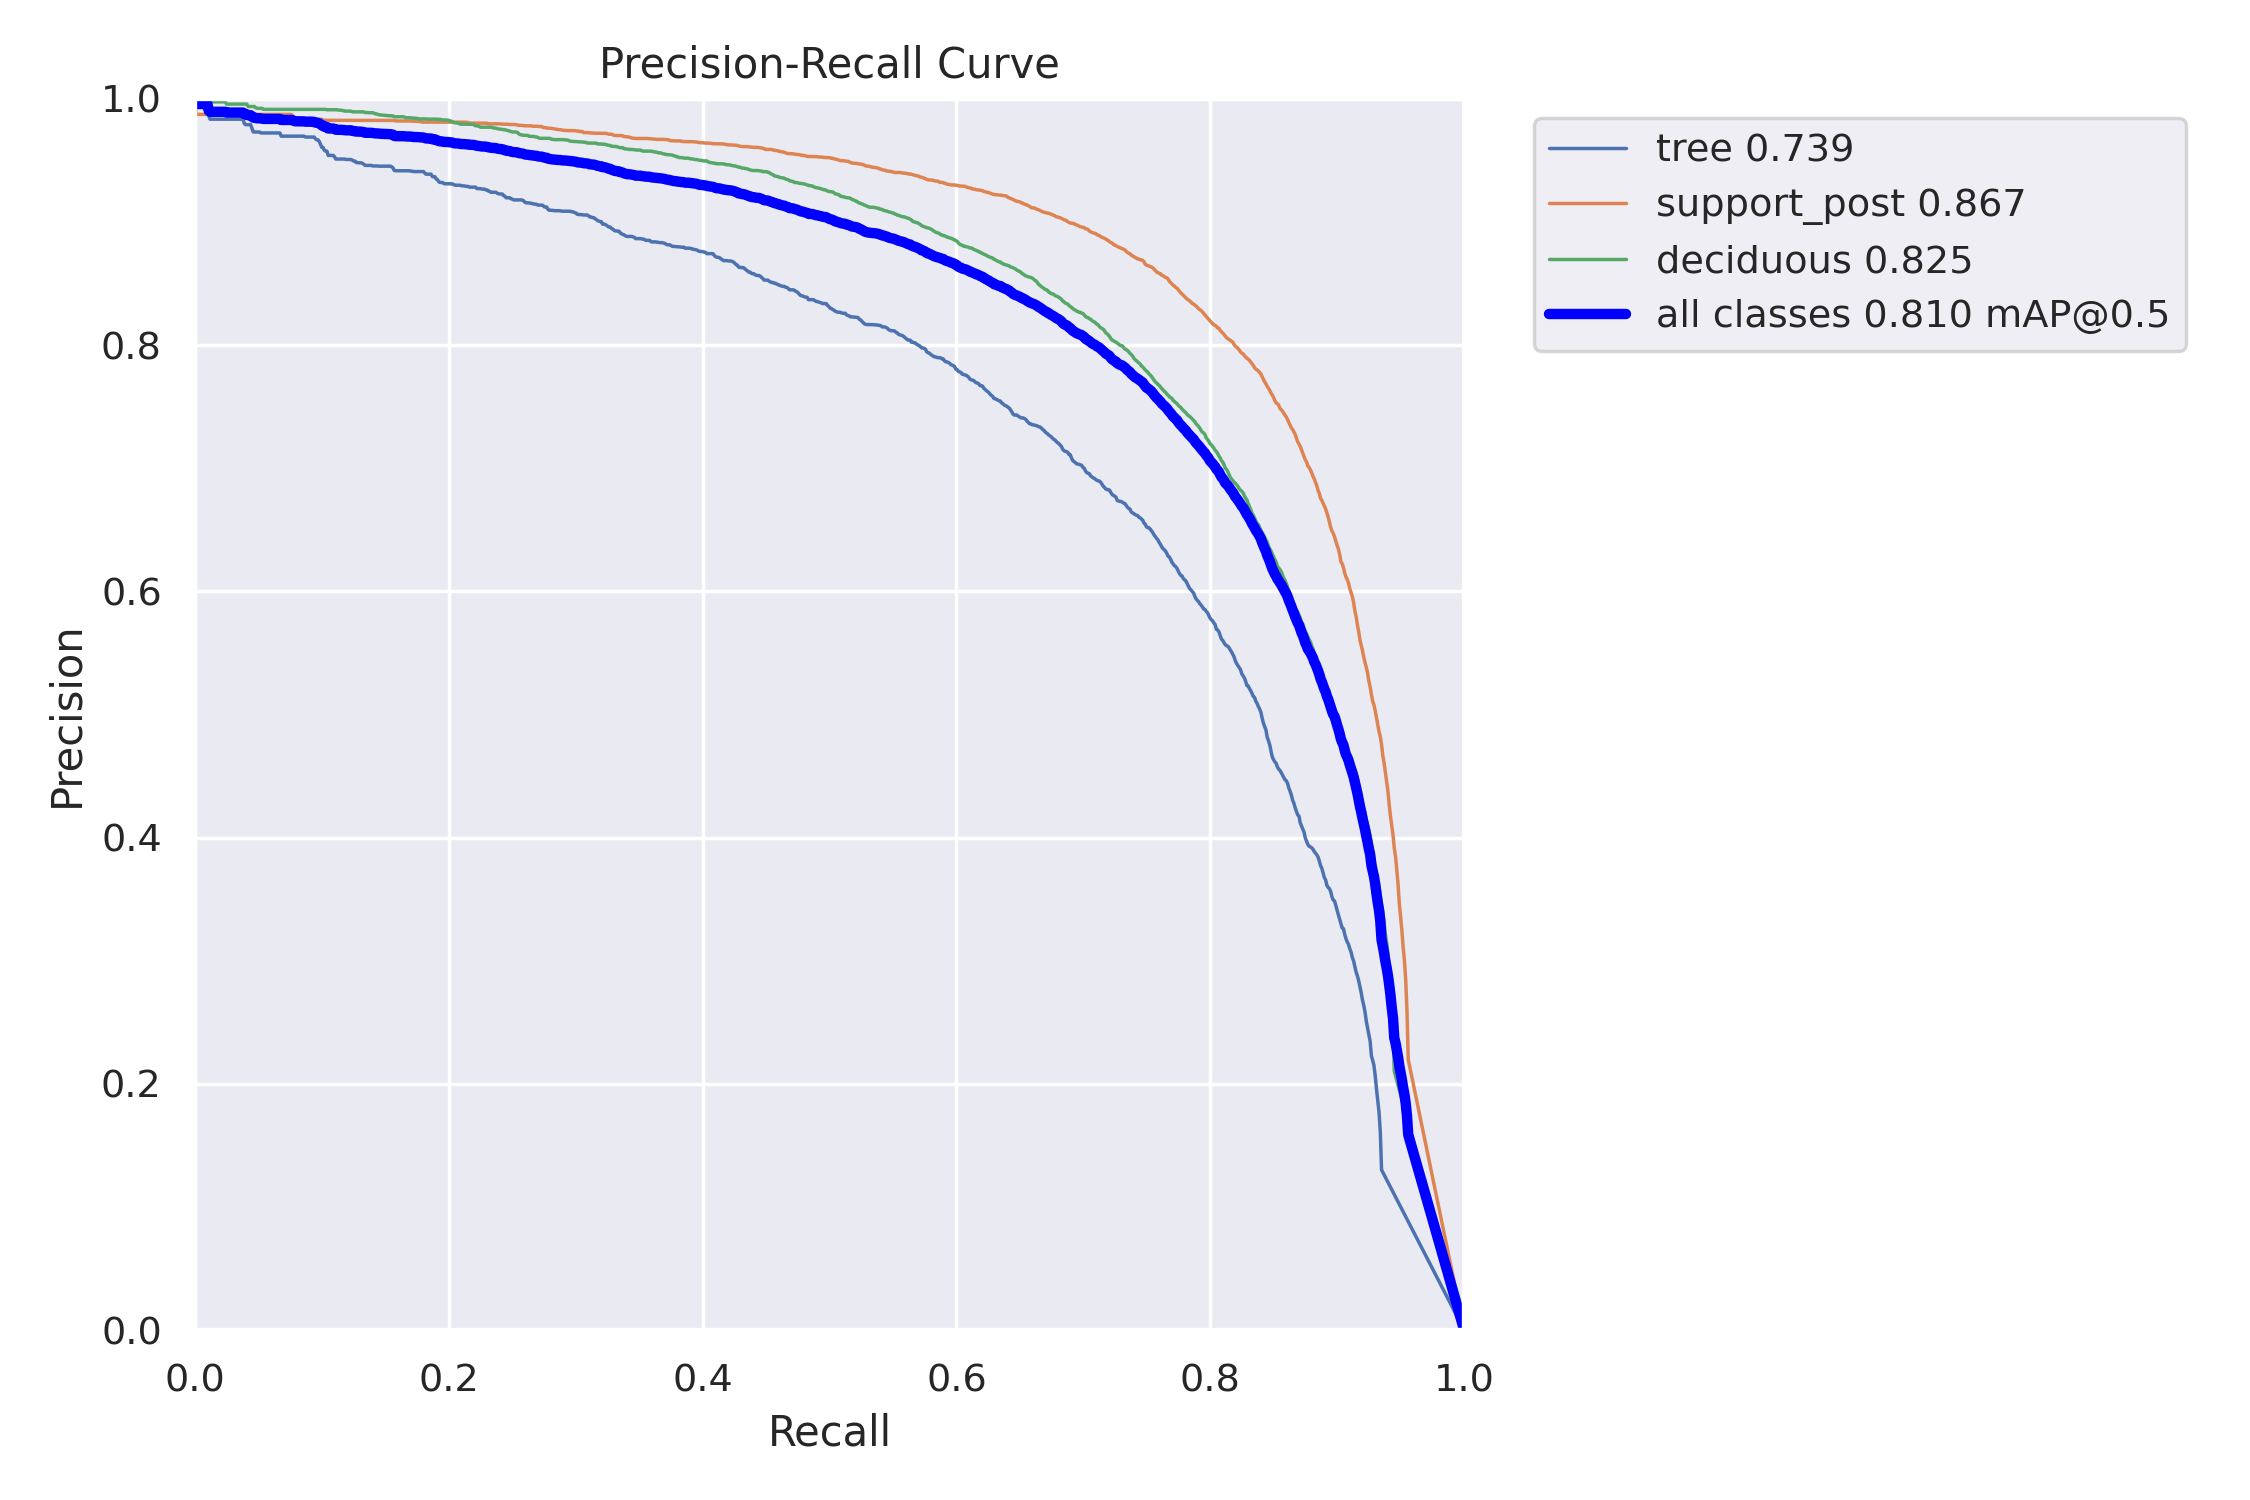 Precision-Recall Curve
1.0
0.8
0.6
0.4
0.2
0.0
Precision
0.0 0.2 0.4 0.6 0.8 1.0
Recall
tree 0.739
support_post 0.867
deciduous 0.825
all classes 0.810 mAP@0.5